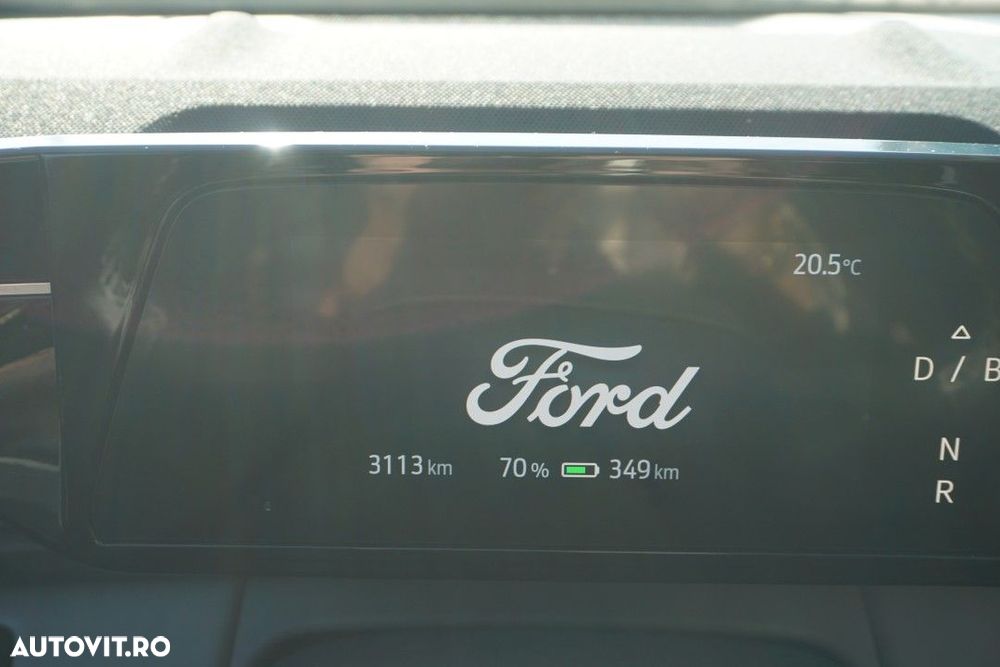 20.5°C
Ford
D / B
3113 km 70% 349 km
N
R
AUTOVIT.RO